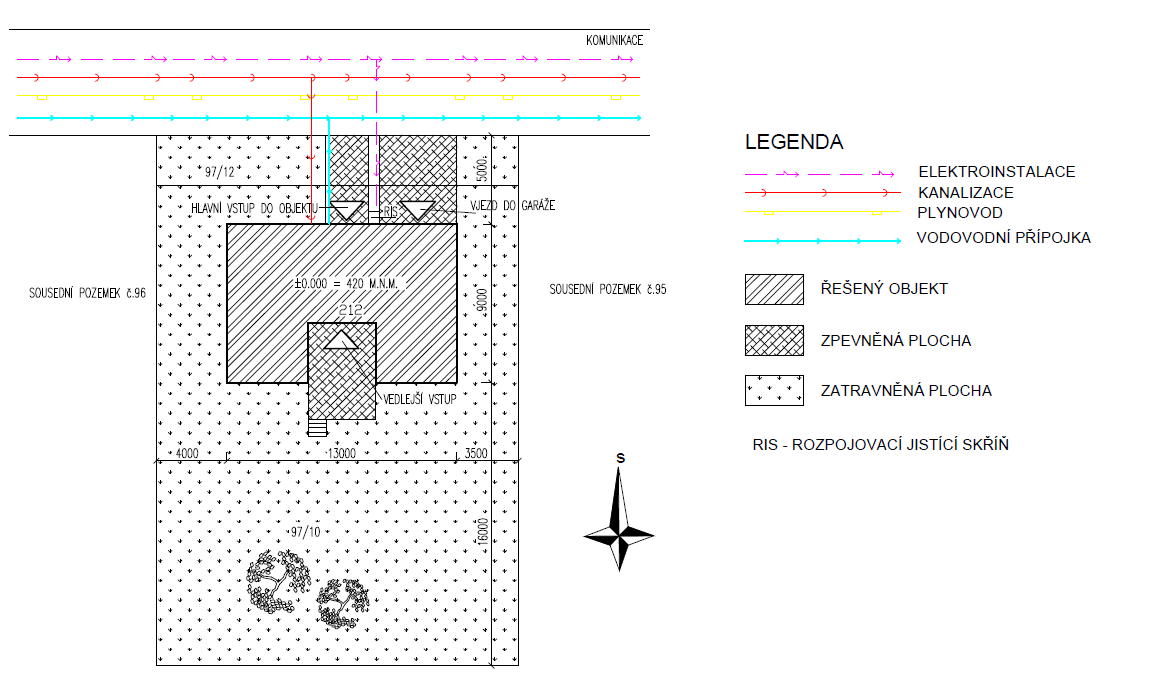 KOMUNIKACE
97/12
5000
HLAVNÍ VSTUP DO OBJEKTU
RIS
VJEZD DO GARÁŽE
±0.000 = 420 M.N.M.
212
SOUSEDNÍ POZEMEK č.96
SOUSEDNÍ POZEMEK č.95
9000
VEDLEJŠÍ VSTUP
4000
13000
3500
16000
97/10
S
LEGENDA
ELEKTROINSTALACE
KANALIZACE
PLYNOVOD
VODOVODNÍ PŘÍPOJKA
ŘEŠENÝ OBJEKT
ZPEVNĚNÁ PLOCHA
ZATRAVNĚNÁ PLOCHA
RIS - ROZPOJOVACÍ JISTÍCÍ SKŘÍŇ